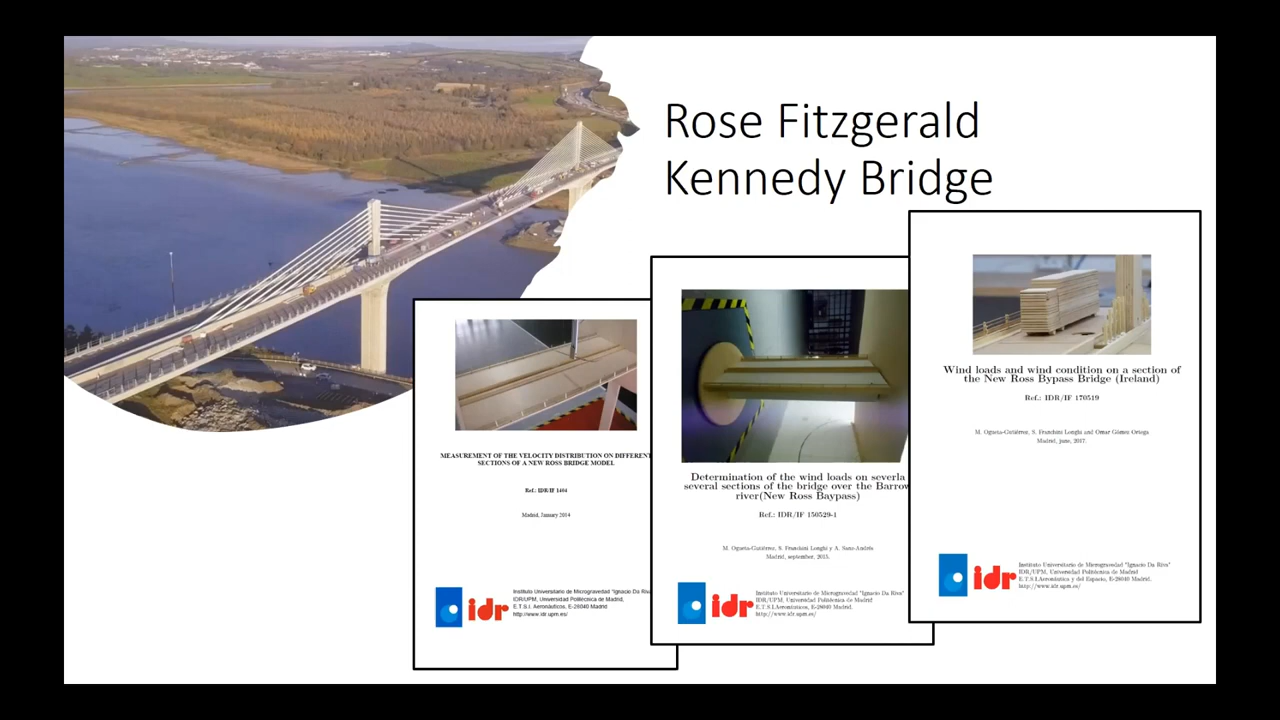 Rose Fitzgerald
Kennedy Bridge
MEASUREMENT OF THE VELOCITY DISTRIBUTION ON DIFFERENT
SECTIONS OF A NEW ROSS BRIDGE MODEL
Ref.: IDR/IF 1404
Madrid, January 2014
idr
Instituto Universitario de Microgravedad "Ignacio Da Riva
IDR/UPM, Universidad Politécnica de Madrid,
E.T.S.I. Aeronáuticos, E-28040 Madrid
http://www.idr.upm.es/
Determination of the wind loads on severla
several sections of the bridge over the Barrow
river(New Ross Baypass)
Ref.: IDR/IF 150529-1
M. Ogueta-Gutiérrez, S. Franchini Longhi y A. Sanz-Andrés
Madrid, september, 2015.
idr
Instituto Universitario de Microgravedad "Ignacio Da Riva"
IDR/UPM, Universidad Politécnica de Madrid
E.T.S.I.Aeronáuticos, E-28040 Madrid.
http://www.idr.upm.es/
Wind loads and wind condition on a section of
the New Ross Bypass Bridge (Ireland)
Ref.: IDR/IF 170519
M. Ogueta-Gutiérrez, S. Franchini Longhi and Omar Gómez Ortega
Madrid, june, 2017.
idr
Instituto Universitario de Microgravedad "Ignacio Da Riva"
IDR/UPM, Universidad Politécnica de Madrid
E.T.S.I.Aeronáutica y del Espacio, E-28040 Madrid.
http://www.idr.upm.es/